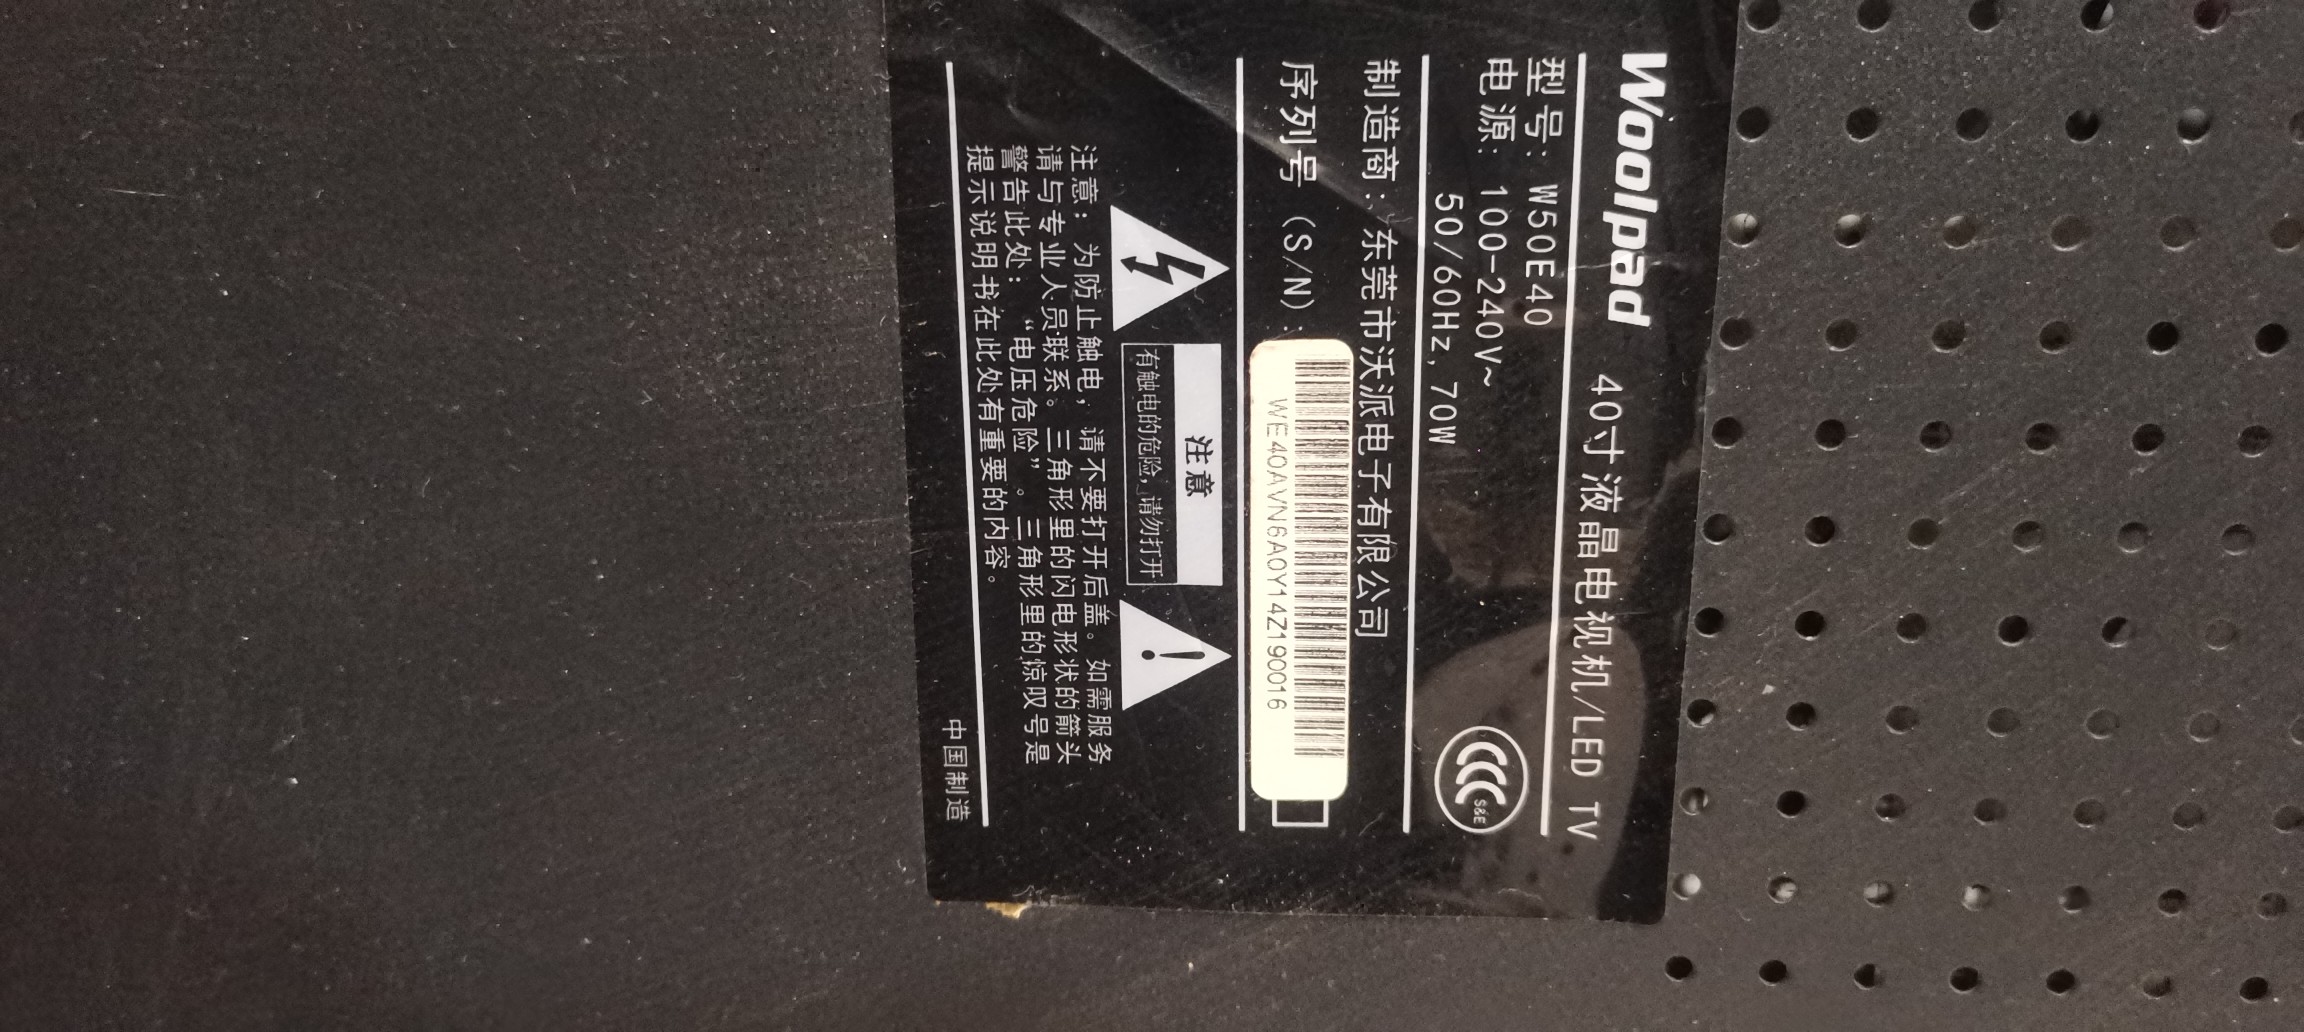 Woolpad 40寸液晶电视机/LED TV
型号: W50E40
电源: 100-240V~
50/60Hz, 70W
CCC S&E
制造商: 东莞市沃派电子有限公司
序列号 (S/N):
WE40AVN6A0Y14Z190016
注意
有触电的危险, 请勿打开
注意: 为防止触电, 请不要打开后盖。如需服务
请与专业人员联系。三角形里的闪电形状的箭头
警告此处: “电压危险”。三角形里的惊叹号是
提示说明书在此处有重要的内容。
中国制造